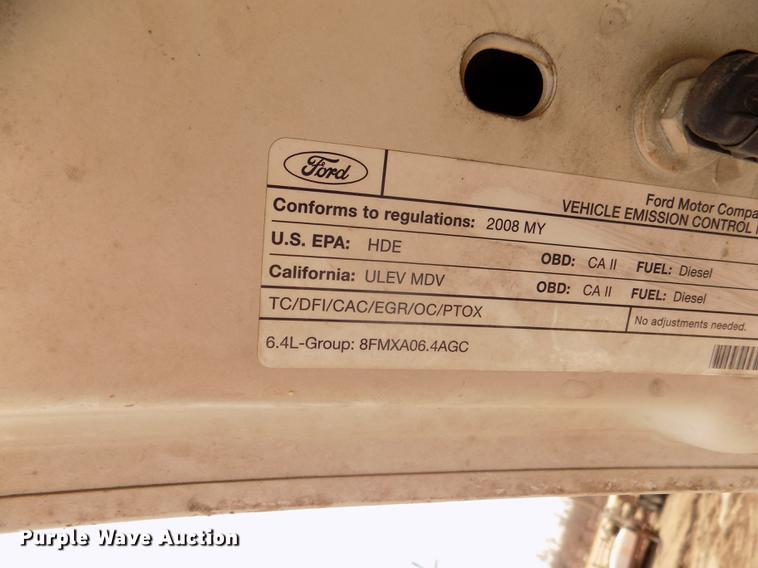 Ford
Ford Motor Compa
VEHICLE EMISSION CONTROL
Conforms to regulations: 2008 MY
U.S. EPA: HDE OBD: CA II FUEL: Diesel
California: ULEV MDV OBD: CA II FUEL: Diesel
TC/DFI/CAC/EGR/OC/PTOX No adjustments needed.
6.4L-Group: 8FMXA06.4AGC
Purple Wave Auction